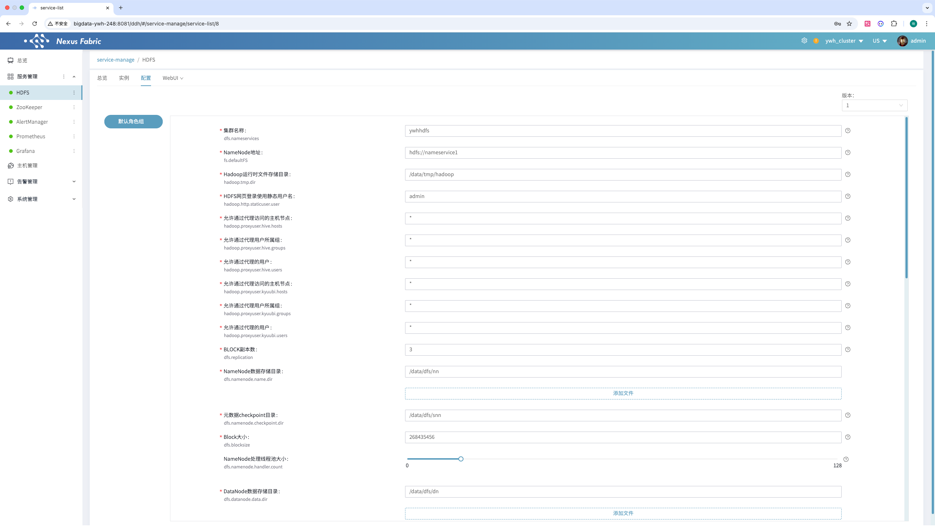 service-list
不安全
bigdata-ywh-248:8081/ddh/#/service-manage/service-list/8
Nexus Fabric
ywh_cluster
US
admin
总览
服务管理
HDFS
ZooKeeper
AlertManager
Prometheus
Grafana
主机管理
告警管理
系统管理
service-manage / HDFS
总览 实例 配置 WebUI
版本:
1
默认角色组
* 集群名称:
dfs.nameservices
ywhhdfs
* NameNode地址:
fs.defaultFS
hdfs://nameservice1
* Hadoop运行时文件存储目录:
hadoop.tmp.dir
/data/tmp/hadoop
* HDFS网页登录使用静态用户名:
hadoop.http.staticuser.user
admin
* 允许通过代理访问的主机节点:
hadoop.proxyuser.hive.hosts
*
* 允许通过代理用户所属组:
hadoop.proxyuser.hive.groups
*
* 允许通过代理的用户:
hadoop.proxyuser.hive.users
*
* 允许通过代理访问的主机节点:
hadoop.proxyuser.kyuubi.hosts
*
* 允许通过代理用户所属组:
hadoop.proxyuser.kyuubi.groups
*
* 允许通过代理的用户:
hadoop.proxyuser.kyuubi.users
*
* BLOCK副本数:
dfs.replication
3
* NameNode数据存储目录:
dfs.namenode.name.dir
/data/dfs/nn
添加文件
* 元数据checkpoint目录:
dfs.namenode.checkpoint.dir
/data/dfs/snn
* Block大小:
dfs.blocksize
268435456
NameNode处理线程池大小:
dfs.namenode.handler.count
0
128
* DataNode数据存储目录:
dfs.datanode.data.dir
/data/dfs/dn
添加文件